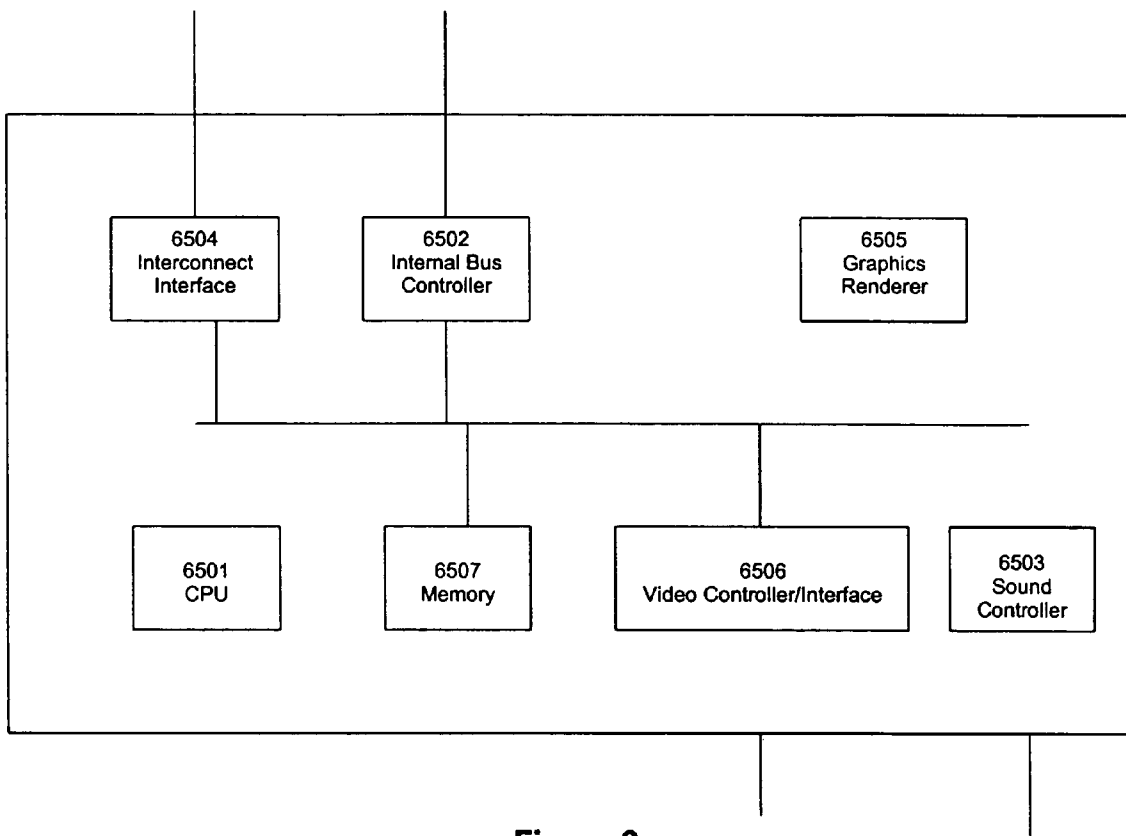 6504
Interconnect
Interface
6502
Internal Bus
Controller
6505
Graphics
Renderer
6501
CPU
6507
Memory
6506
Video Controller/Interface
6503
Sound
Controller